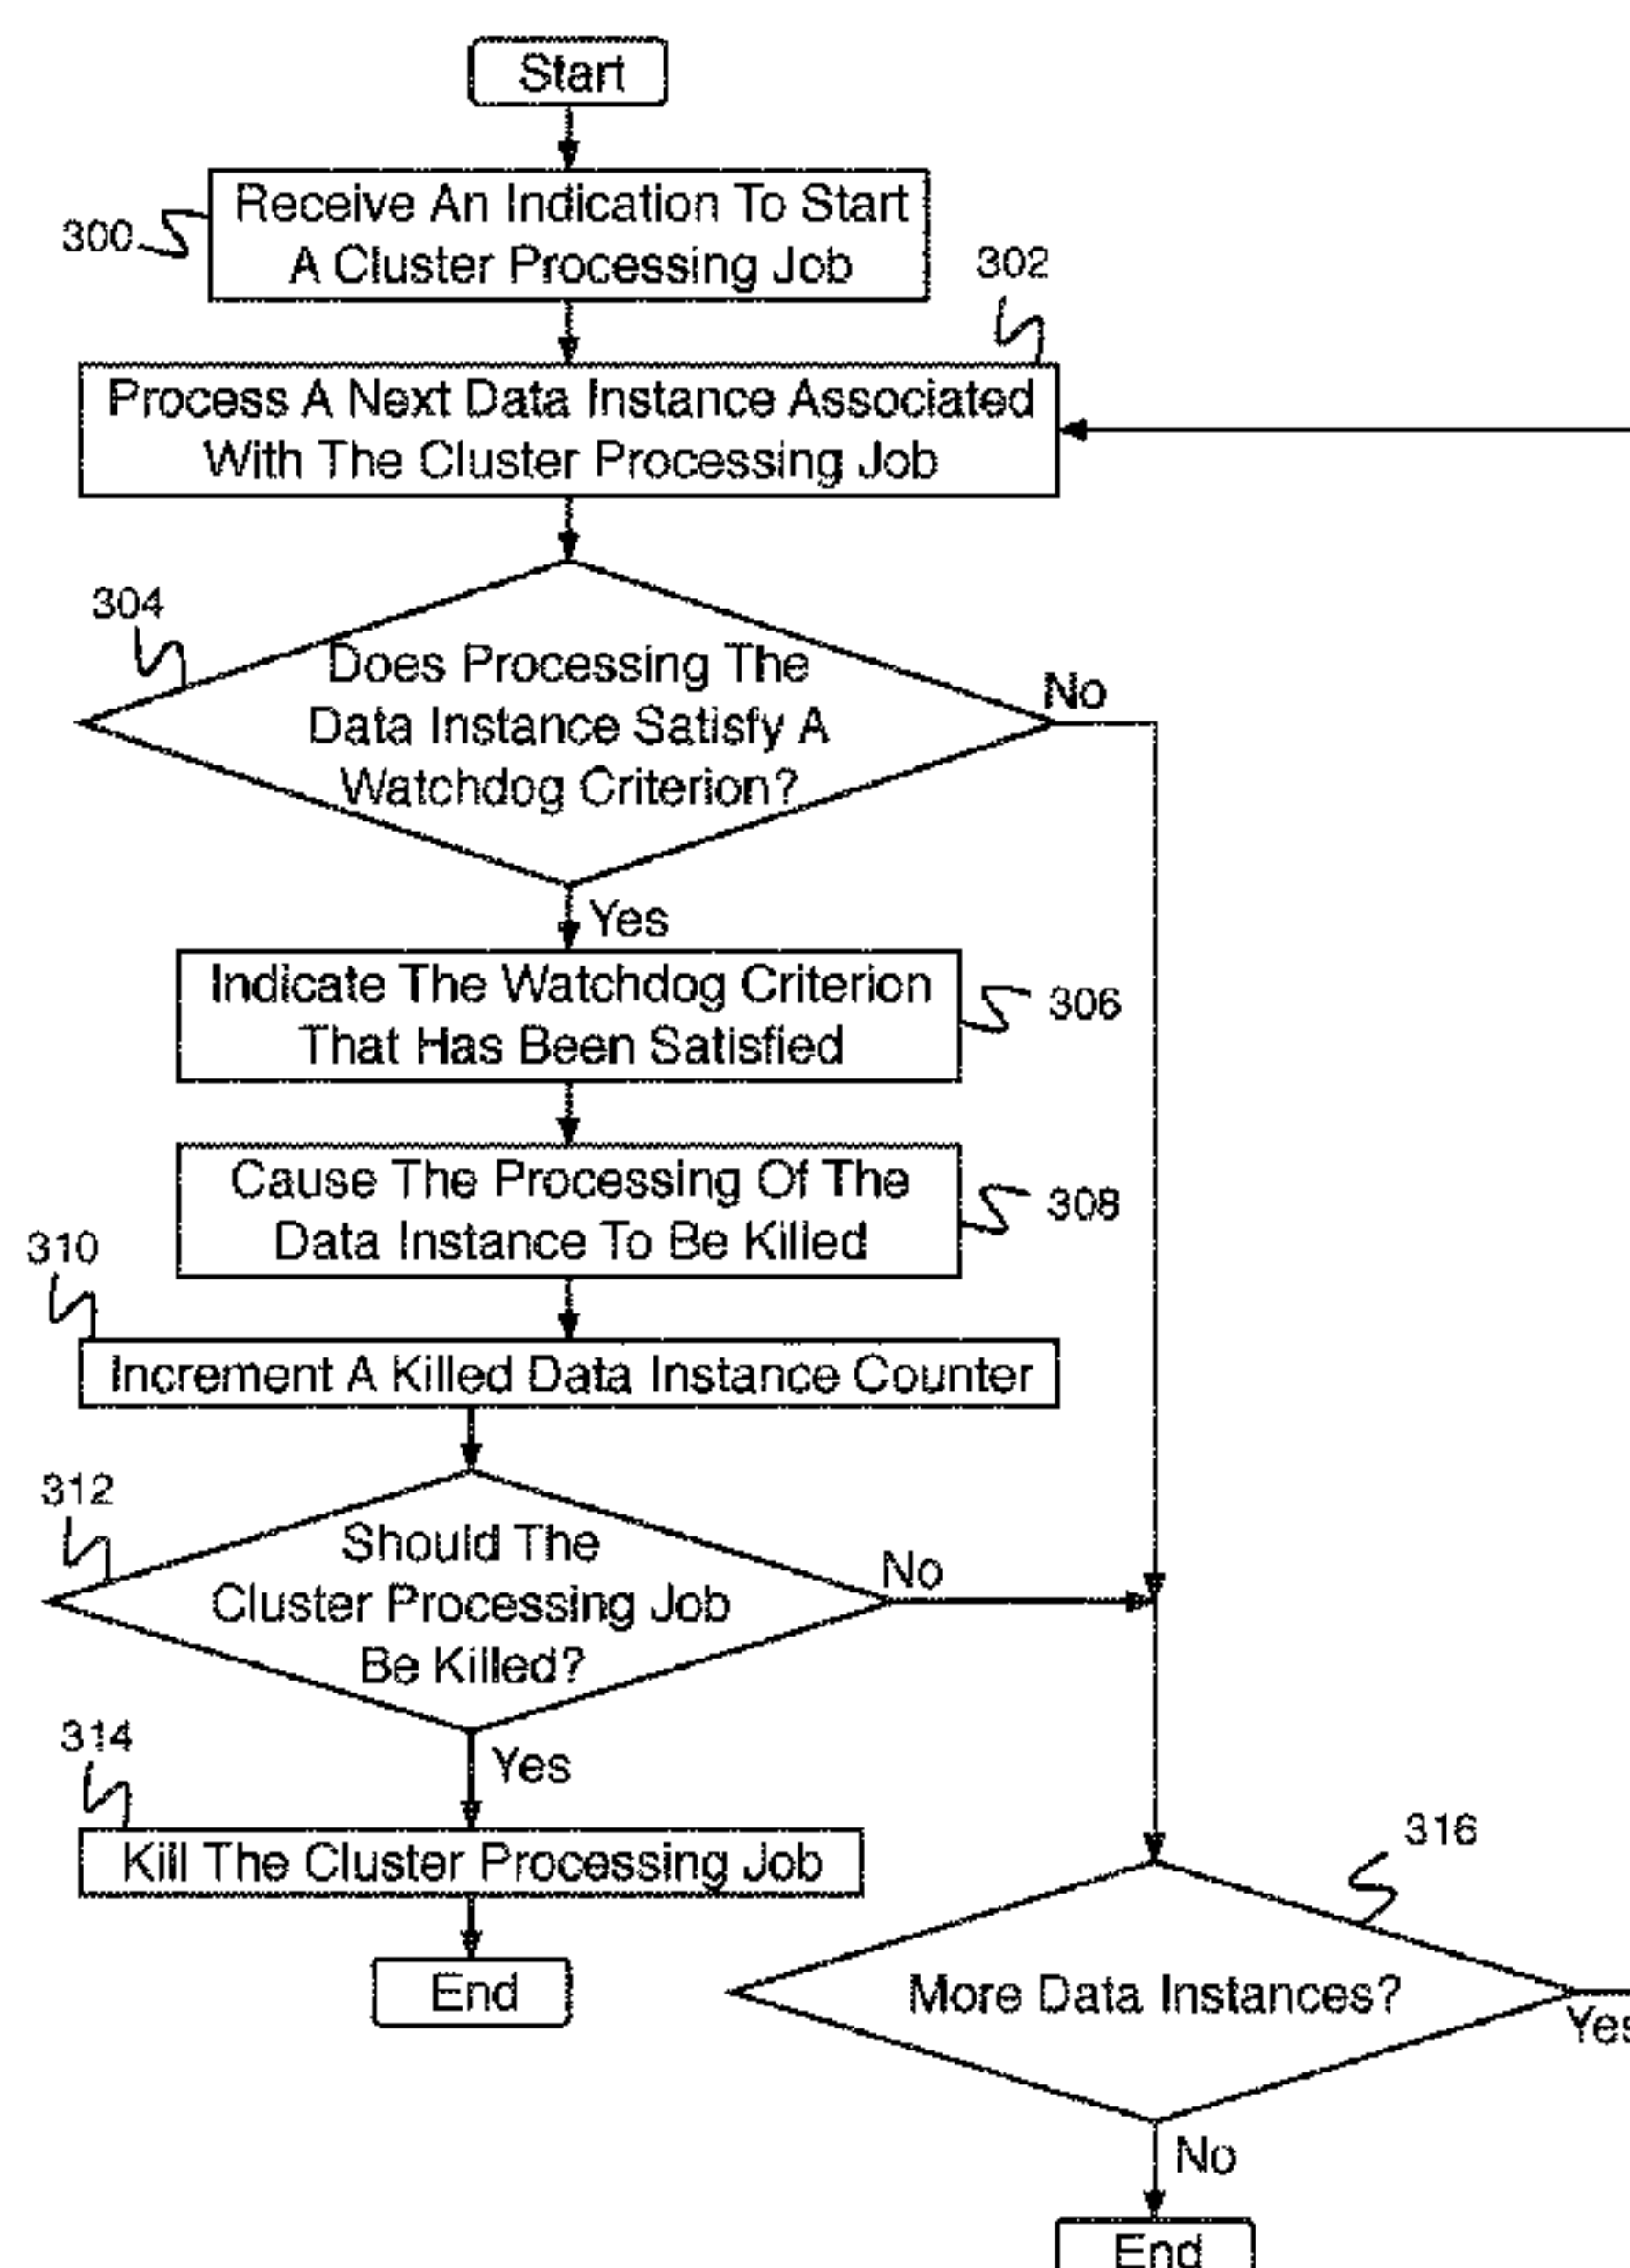 Start
300
Receive An Indication To Start
A Cluster Processing Job
302
Process A Next Data Instance Associated
With The Cluster Processing Job
304
Does Processing The
Data Instance Satisfy A
Watchdog Criterion?
No
Yes
Indicate The Watchdog Criterion
That Has Been Satisfied
306
Cause The Processing Of The
Data Instance To Be Killed
308
310
Increment A Killed Data Instance Counter
312
Should The
Cluster Processing Job
Be Killed?
No
Yes
314
Kill The Cluster Processing Job
End
316
More Data Instances?
Yes
No
End